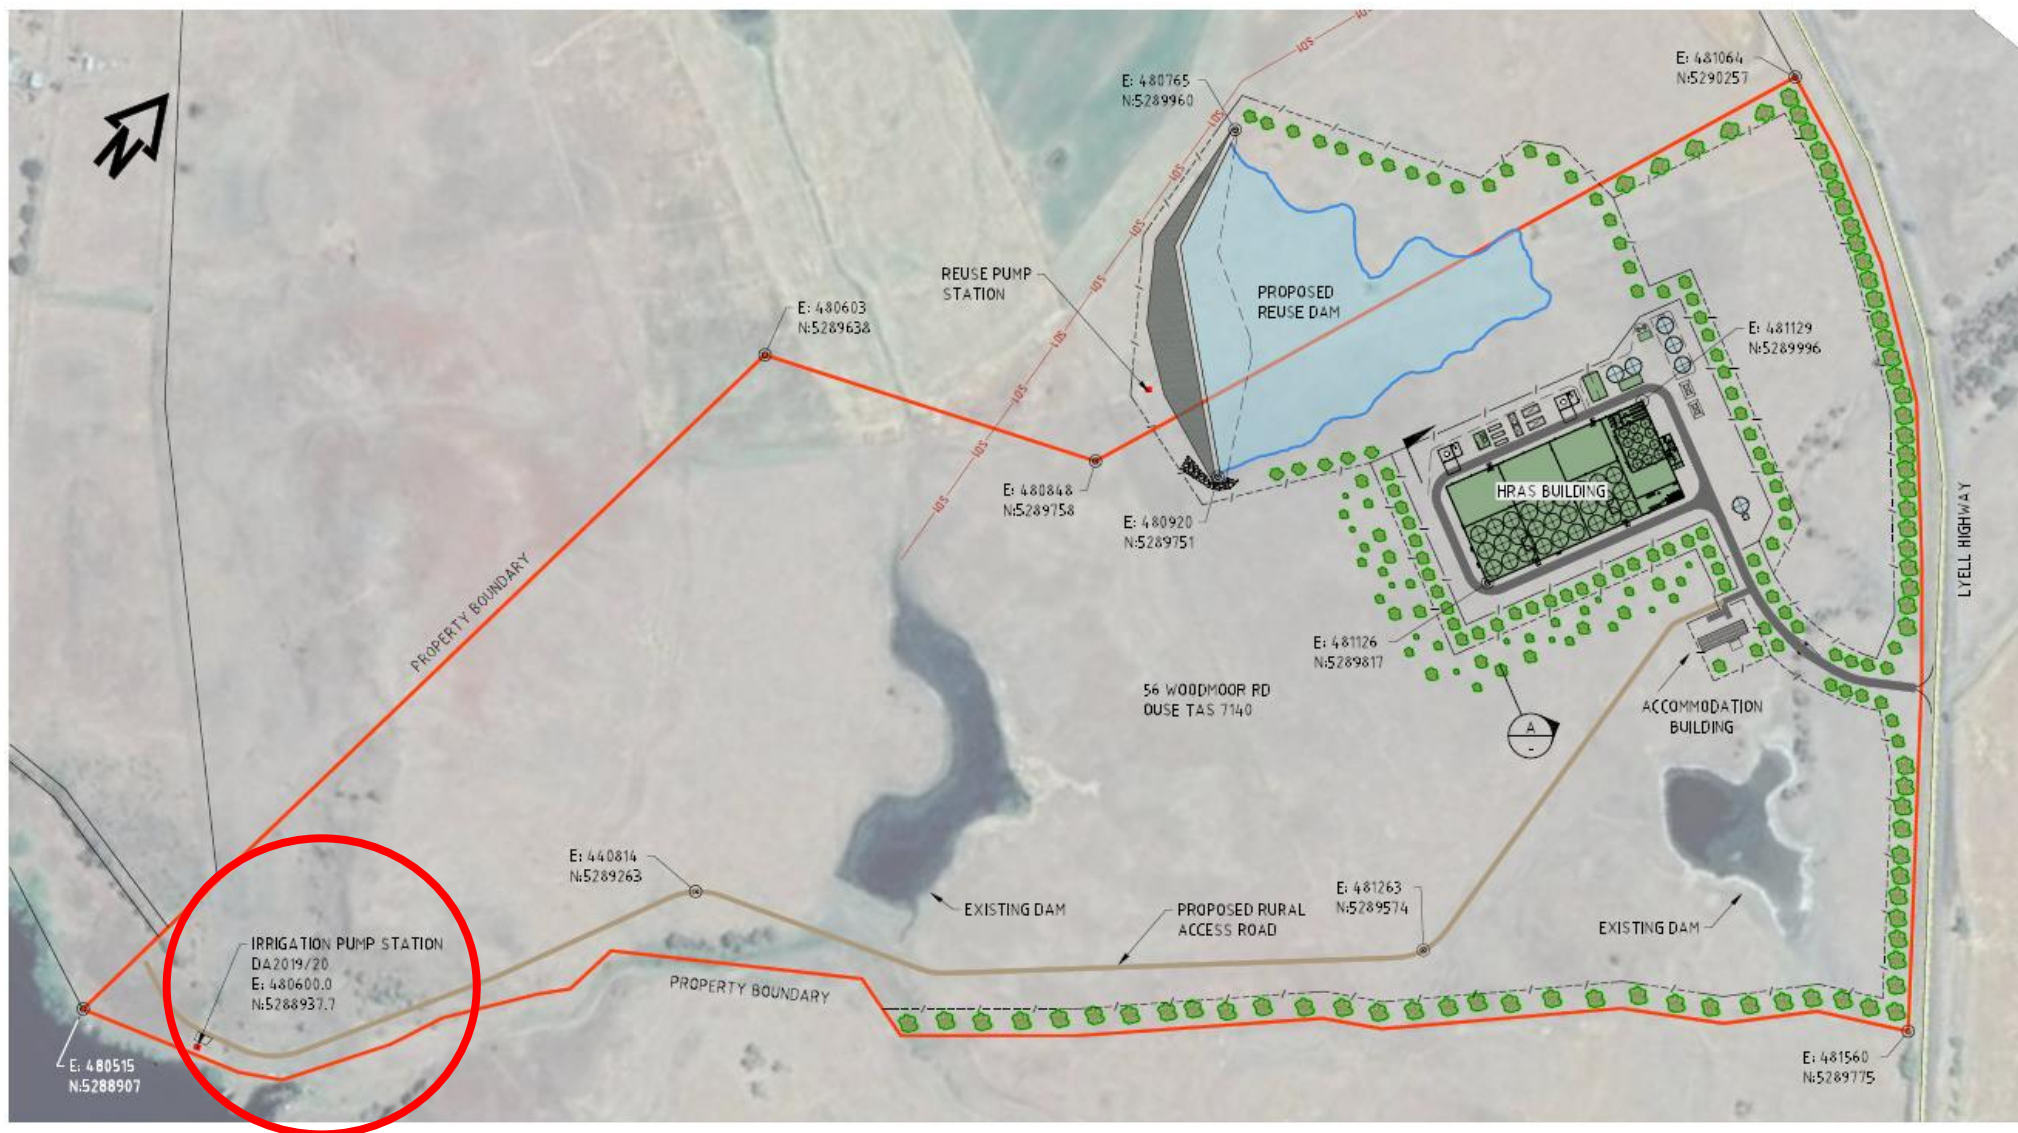 E: 481064
N:5290257
E: 480765
N:5289960
N
REUSE PUMP
STATION
PROPOSED
REUSE DAM
E: 480603
N:5289638
E: 481129
N:5289996
E: 480848
N:5289758
E: 480920
N:5289751
HRAS BUILDING
LYELL HIGHWAY
PROPERTY BOUNDARY
E: 481126
N:5289817
56 WOODMOOR RD
OUSE TAS 7140
A
-
ACCOMMODATION
BUILDING
E: 440814
N:5289263
EXISTING DAM
PROPOSED RURAL
ACCESS ROAD
E: 481263
N:5289574
EXISTING DAM
IRRIGATION PUMP STATION
DA2019/20
E: 480600.0
N:5288937.7
PROPERTY BOUNDARY
E: 480515
N:5288907
E: 481560
N:5289775